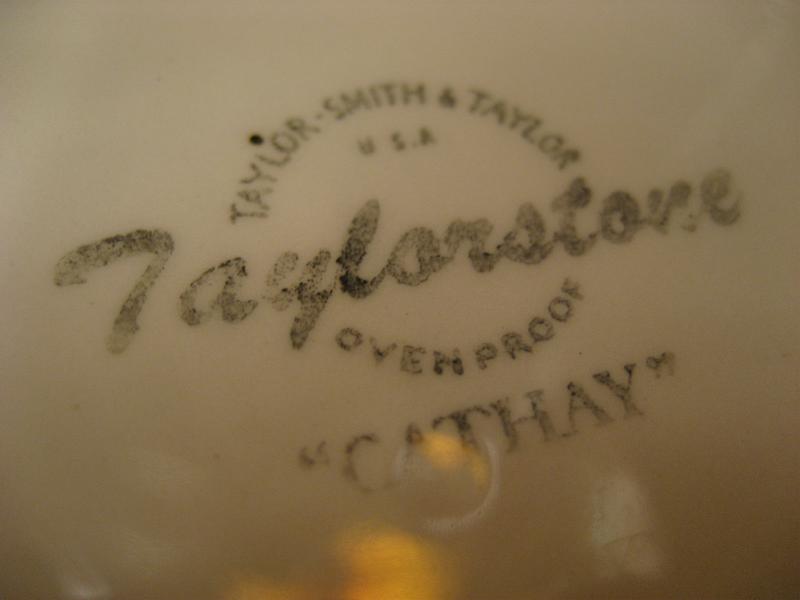 TAYLOR-SMITH & TAYLOR
U.S.A
Taylorstone
OVENPROOF
"CATHAY"